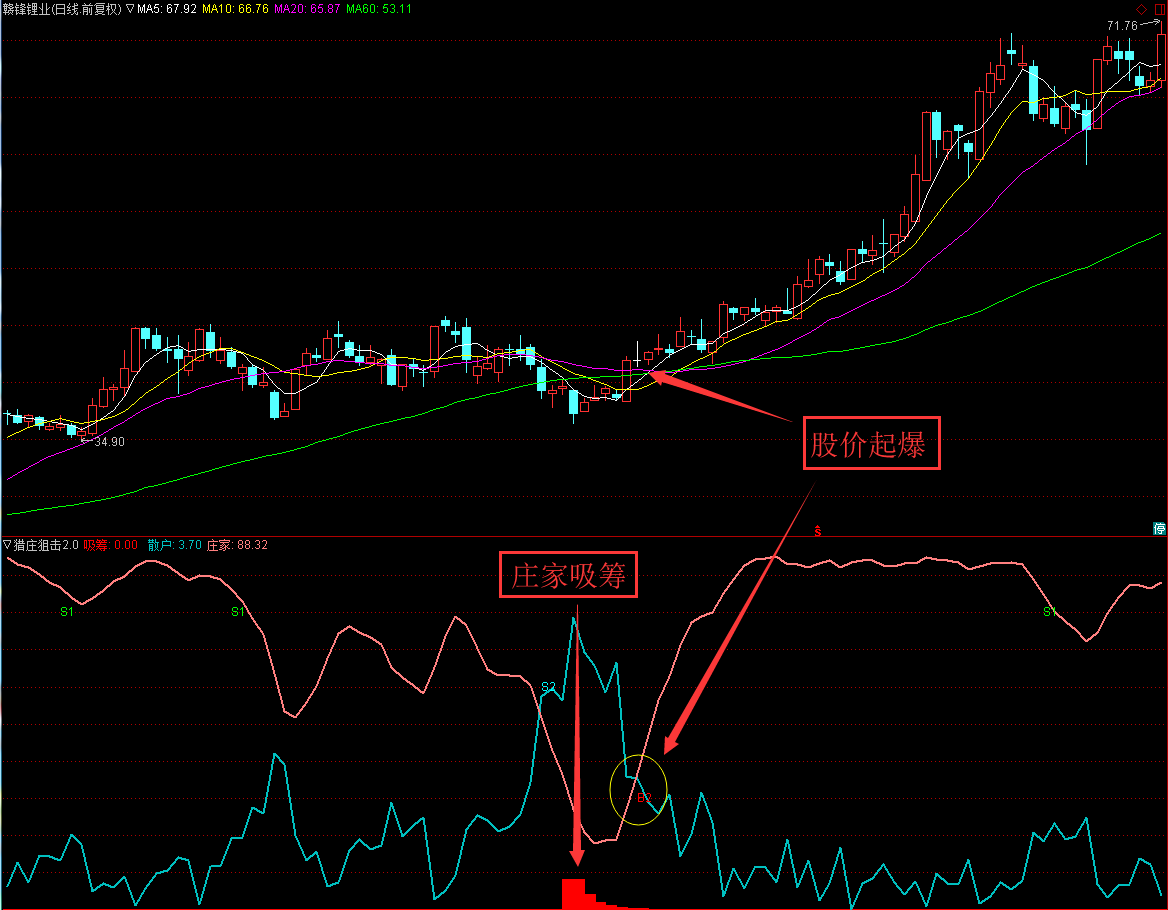 赣锋锂业(日线.前复权) ▽MA5: 67.92 MA10: 66.76 MA20: 65.87 MA60: 53.11
71.76
34.90
股价起爆
ŝ
停
▽猎庄狙击2.0 吸筹: 0.00 散户: 3.70 庄家: 88.32
庄家吸筹
S1
S1
S1
S2
B2